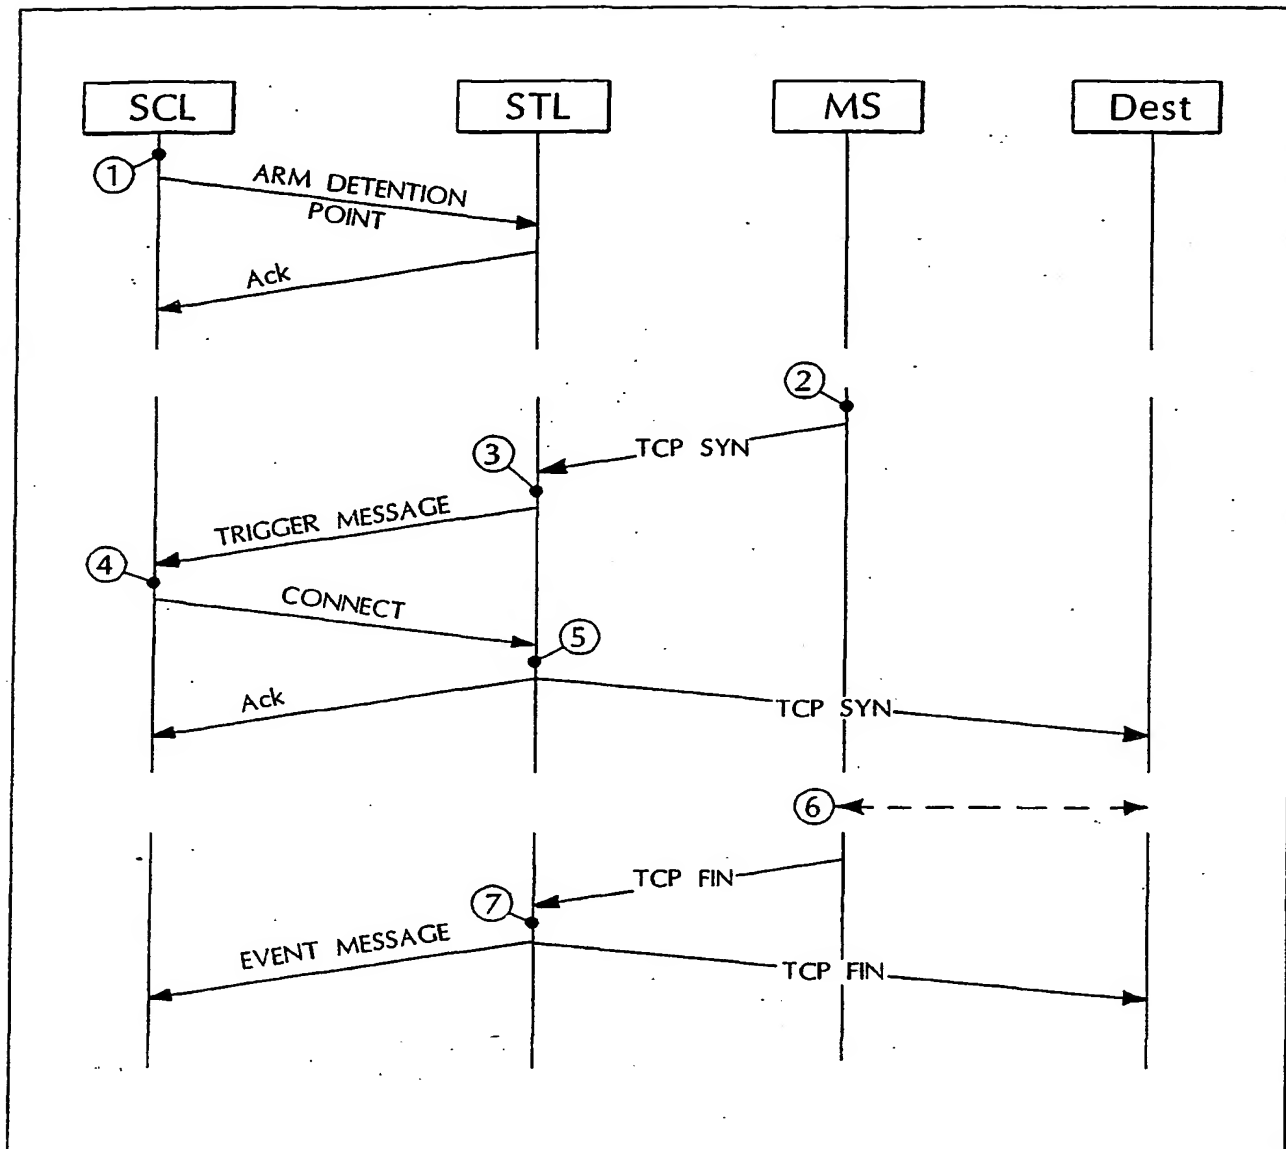 SCL STL MS Dest
1
ARM DETENTION
POINT
Ack
2
TCP SYN
3
TRIGGER MESSAGE
4
CONNECT
5
Ack
TCP SYN
6
TCP FIN
7
EVENT MESSAGE
TCP FIN